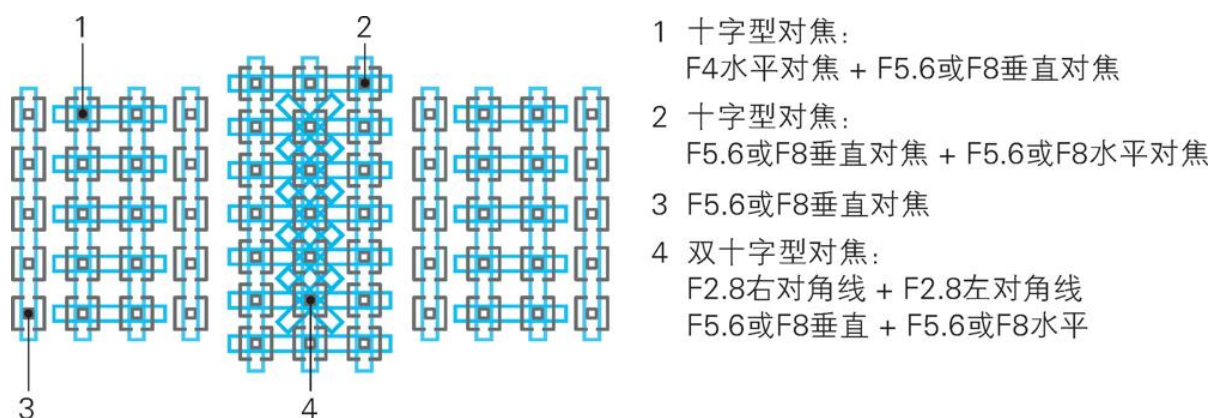 1
2
3
4
1 十字型对焦:
F4水平对焦 + F5.6或F8垂直对焦
2 十字型对焦:
F5.6或F8垂直对焦 + F5.6或F8水平对焦
3 F5.6或F8垂直对焦
4 双十字型对焦:
F2.8右对角线 + F2.8左对角线
F5.6或F8垂直 + F5.6或F8水平